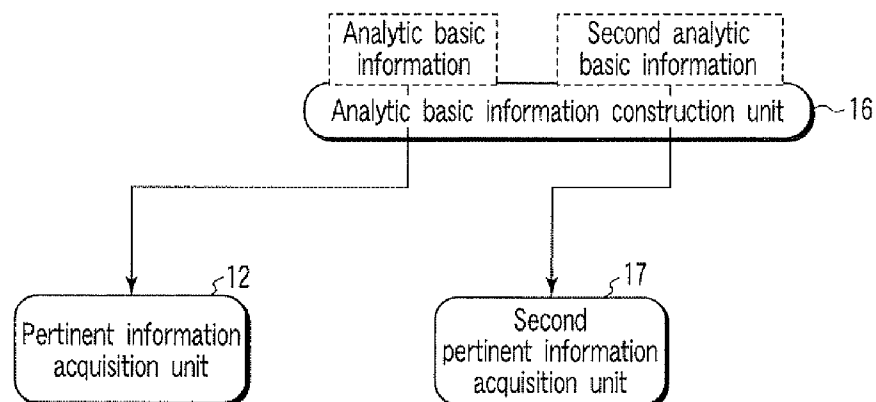 Analytic basic
information
Second analytic
basic information
Analytic basic information construction unit
16
12
Pertinent information
acquisition unit
17
Second
pertinent information
acquisition unit